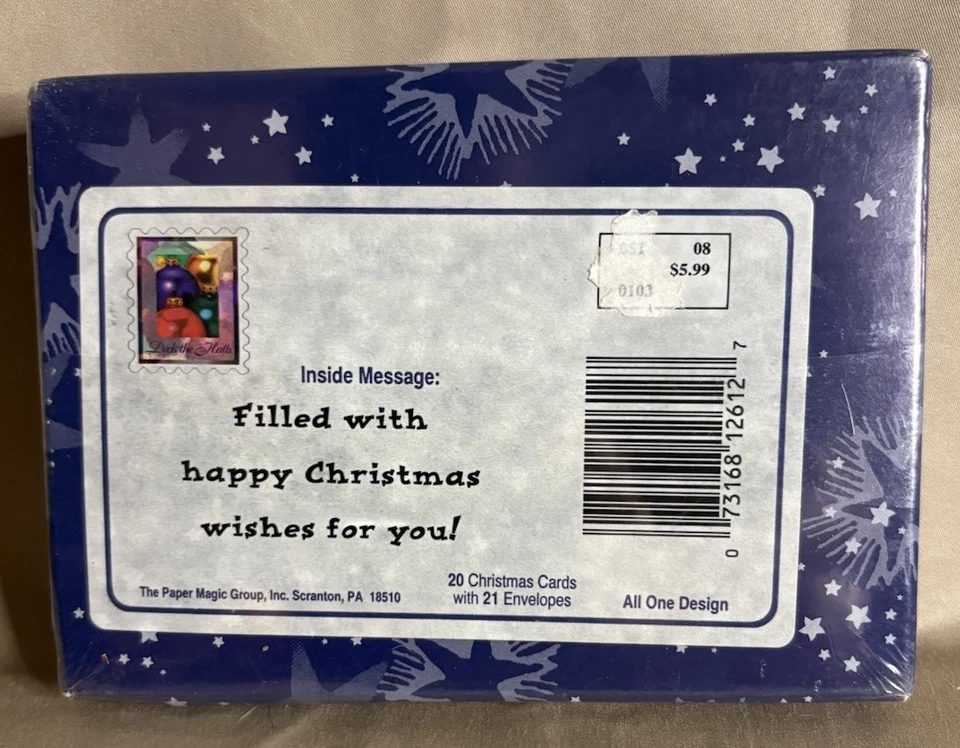 Deck the Halls
DST 08
$5.99
0103
Inside Message:
Filled with
happy Christmas
wishes for you!
0 73168 12612 7
The Paper Magic Group, Inc. Scranton, PA 18510
20 Christmas Cards
with 21 Envelopes
All One Design